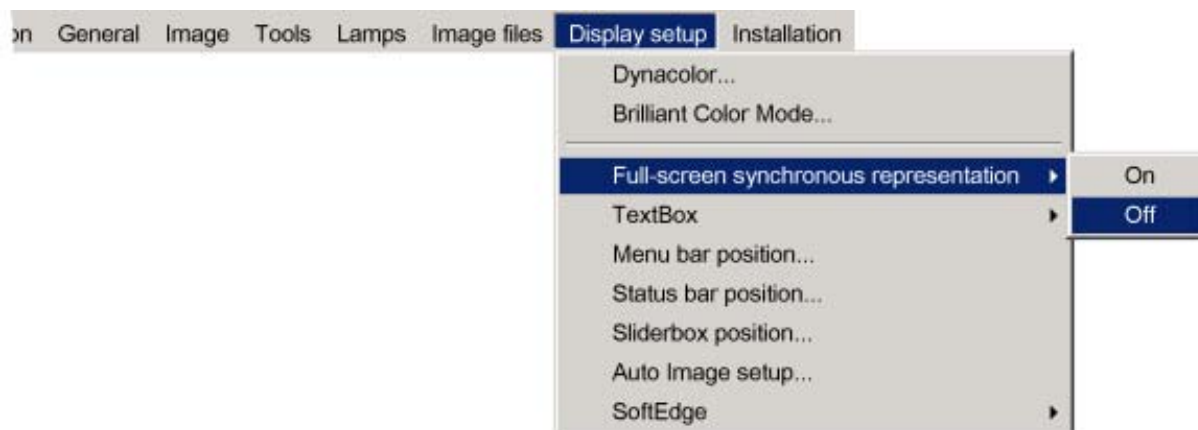 on General Image Tools Lamps Image files Display setup Installation
Dynacolor...
Brilliant Color Mode...
Full-screen synchronous representation On
TextBox Off
Menu bar position...
Status bar position...
Sliderbox position...
Auto Image setup...
SoftEdge